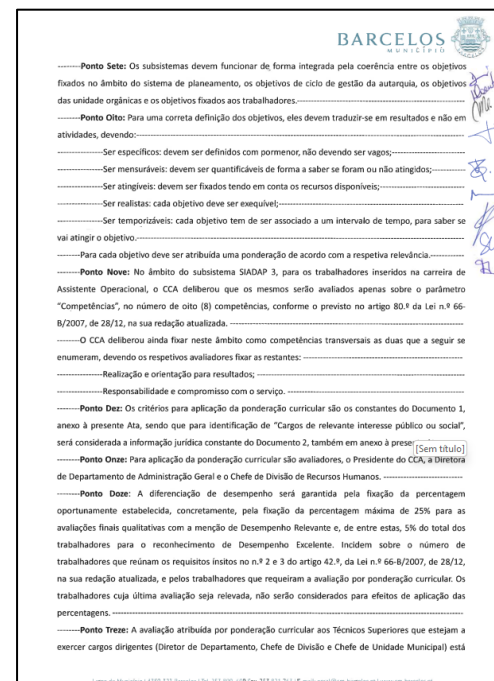 BARCELOS
MUNICÍPIO
--------Ponto Sete: Os subsistemas devem funcionar de forma integrada pela coerência entre os objetivos
fixados no âmbito do sistema de planeamento, os objetivos de ciclo de gestão da autarquia, os objetivos
das unidade orgânicas e os objetivos fixados aos trabalhadores.--------
--------Ponto Oito: Para uma correta definição dos objetivos, eles devem traduzir-se em resultados e não em
atividades, devendo:--------
----------------Ser específicos: devem ser definidos com pormenor, não devendo ser vagos;--------
----------------Ser mensuráveis: devem ser quantificáveis de forma a saber se foram ou não atingidos;--------
----------------Ser atingíveis: devem ser fixados tendo em conta os recursos disponíveis;--------
----------------Ser realistas: cada objetivo deve ser exequível;--------
----------------Ser temporizáveis: cada objetivo tem de ser associado a um intervalo de tempo, para saber se
vai atingir o objetivo.--------
--------Para cada objetivo deve ser atribuída uma ponderação de acordo com a respetiva relevância.--------
--------Ponto Nove: No âmbito do subsistema SIADAP 3, para os trabalhadores inseridos na carreira de
Assistente Operacional, o CCA deliberou que os mesmos serão avaliados apenas sobre o parâmetro
“Competências”, no número de oito (8) competências, conforme o previsto no artigo 80.º da Lei n.º 66-
B/2007, de 28/12, na sua redação atualizada. --------
--------O CCA deliberou ainda fixar neste âmbito como competências transversais as duas que a seguir se
enumeram, devendo os respetivos avaliadores fixar as restantes: --------
----------------Realização e orientação para resultados; --------
----------------Responsabilidade e compromisso com o serviço. --------
--------Ponto Dez: Os critérios para aplicação da ponderação curricular são os constantes do Documento 1,
anexo à presente Ata, sendo que para identificação de “Cargos de relevante interesse público ou social”,
será considerada a informação jurídica constante do Documento 2, também em anexo à
[Sem título]
--------Ponto Onze: Para aplicação da ponderação curricular são avaliadores, o Presidente do CCA, a Diretora
de Departamento de Administração Geral e o Chefe de Divisão de Recursos Humanos. --------
--------Ponto Doze: A diferenciação de desempenho será garantida pela fixação da percentagem
oportunamente estabelecida, concretamente, pela fixação da percentagem máxima de 25% para as
avaliações finais qualitativas com a menção de Desempenho Relevante e, de entre estas, 5% do total dos
trabalhadores para o reconhecimento de Desempenho Excelente. Incidem sobre o número de
trabalhadores que reúnam os requisitos insitos no n.º 2 e 3 do artigo 42.º, da Lei n.º 66-B/2007, de 28/12,
na sua redação atualizada, e pelos trabalhadores que requeiram a avaliação por ponderação curricular. Os
trabalhadores cuja última avaliação seja relevada, não serão considerados para efeitos de aplicação das
percentagens. --------
--------Ponto Treze: A avaliação atribuída por ponderação curricular aos Técnicos Superiores que estejam a
exercer cargos dirigentes (Diretor de Departamento, Chefe de Divisão e Chefe de Unidade Municipal) está